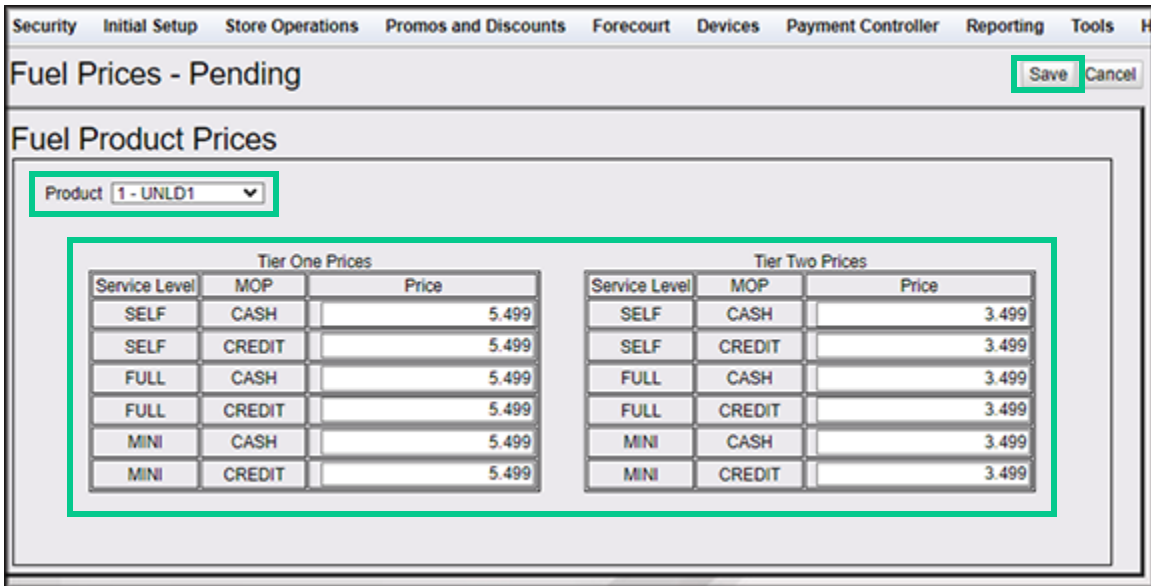 Security Initial Setup Store Operations Promos and Discounts Forecourt Devices Payment Controller Reporting Tools H
Fuel Prices - Pending Save Cancel
Fuel Product Prices
Product 1 - UNLD1
Tier One Prices
Service Level MOP Price
SELF CASH 5.499
SELF CREDIT 5.499
FULL CASH 5.499
FULL CREDIT 5.499
MINI CASH 5.499
MINI CREDIT 5.499
Tier Two Prices
Service Level MOP Price
SELF CASH 3.499
SELF CREDIT 3.499
FULL CASH 3.499
FULL CREDIT 3.499
MINI CASH 3.499
MINI CREDIT 3.499